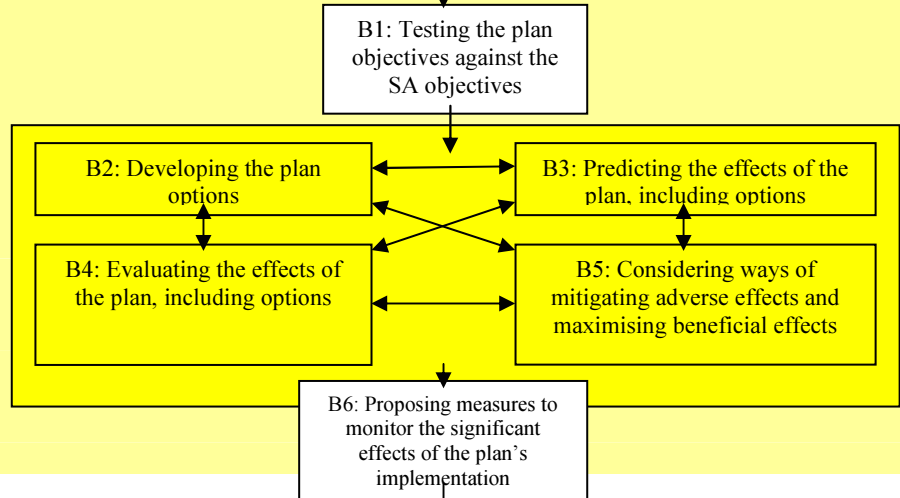 B1: Testing the plan
objectives against the
SA objectives
B2: Developing the plan
options
B3: Predicting the effects of the
plan, including options
B4: Evaluating the effects of
the plan, including options
B5: Considering ways of
mitigating adverse effects and
maximising beneficial effects
B6: Proposing measures to
monitor the significant
effects of the plan’s
implementation